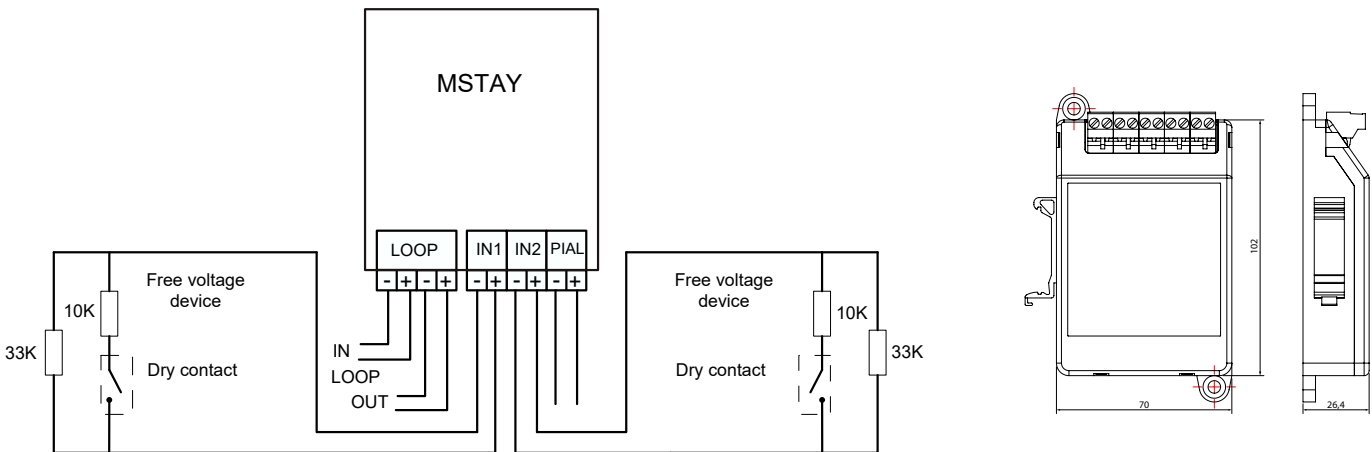 MSTAY
LOOP IN1 IN2 PIAL
- + - + - + - + - +
Free voltage
device
10K
33K
Dry contact
IN
LOOP
OUT
Free voltage
device
10K
33K
Dry contact
102
70
26,4